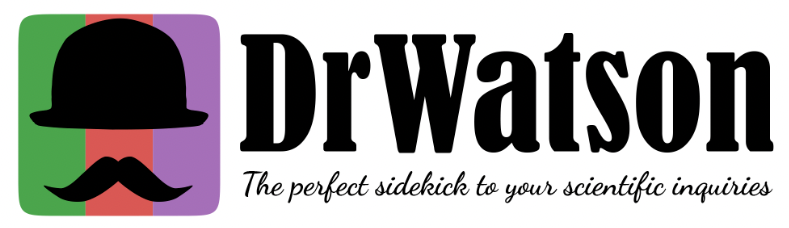 DrWatson
The perfect sidekick to your scientific inquiries